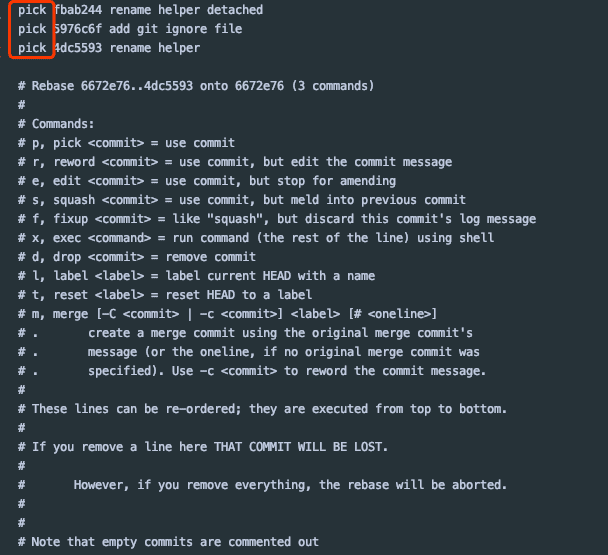 pick fbab244 rename helper detached
pick 5976c6f add git ignore file
pick 4dc5593 rename helper
# Rebase 6672e76..4dc5593 onto 6672e76 (3 commands)
#
# Commands:
# p, pick <commit> = use commit
# r, reword <commit> = use commit, but edit the commit message
# e, edit <commit> = use commit, but stop for amending
# s, squash <commit> = use commit, but meld into previous commit
# f, fixup <commit> = like "squash", but discard this commit's log message
# x, exec <command> = run command (the rest of the line) using shell
# d, drop <commit> = remove commit
# l, label <label> = label current HEAD with a name
# t, reset <label> = reset HEAD to a label
# m, merge [-C <commit> | -c <commit>] <label> [# <oneline>]
# .       create a merge commit using the original merge commit's
# .       message (or the oneline, if no original merge commit was
# .       specified). Use -c <commit> to reword the commit message.
#
# These lines can be re-ordered; they are executed from top to bottom.
#
# If you remove a line here THAT COMMIT WILL BE LOST.
#
#       However, if you remove everything, the rebase will be aborted.
#
#
# Note that empty commits are commented out